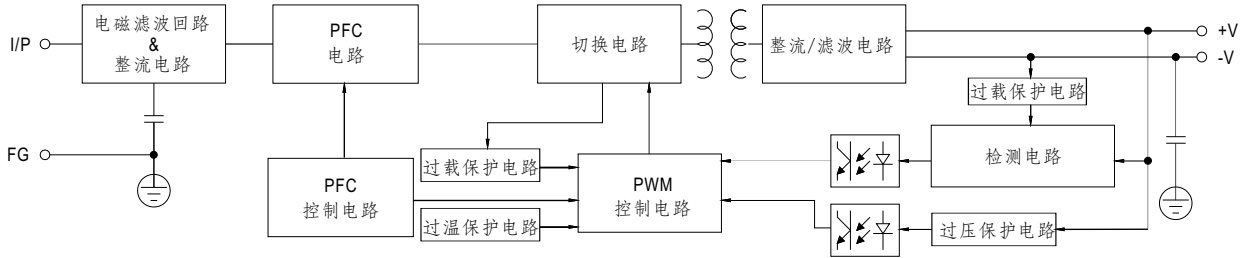 电磁滤波回路
&
整流电路
I/P
PFC
电路
切换电路
整流/滤波电路
+V
-V
过载保护电路
FG
过载保护电路
检测电路
PFC
控制电路
PWM
控制电路
过温保护电路
过压保护电路